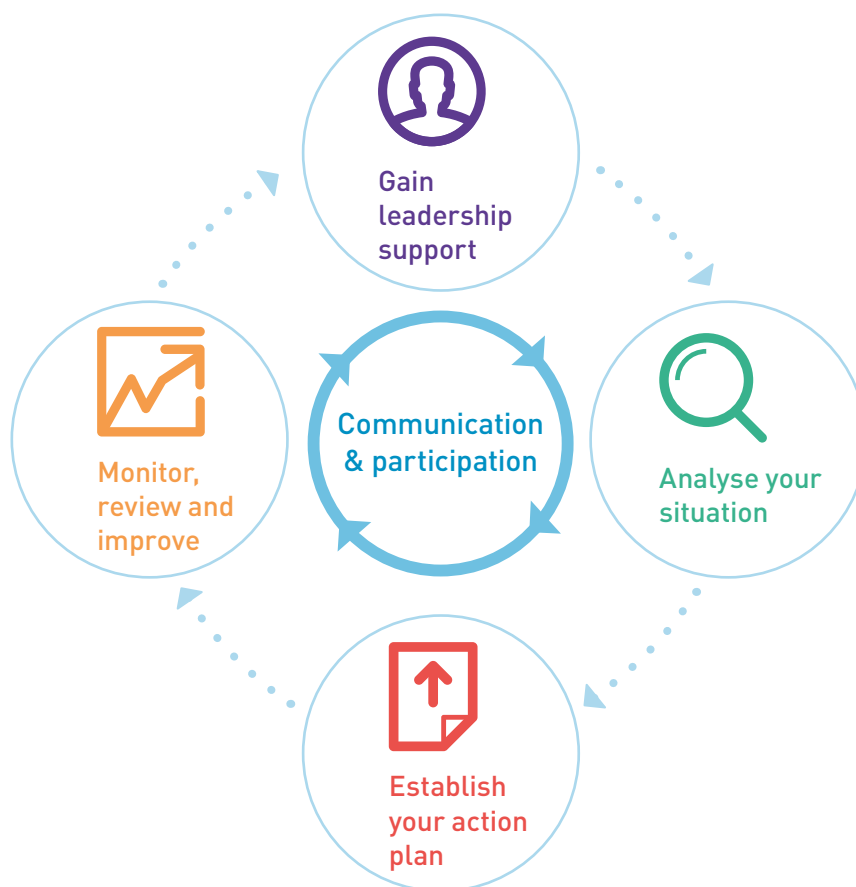 Gain
leadership
support
Analyse your
situation
Establish
your action
plan
Monitor,
review and
improve
Communication
& participation